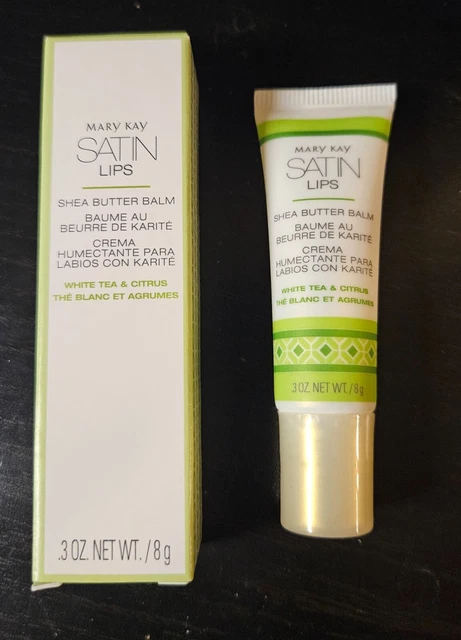 MARY KAY
SATIN
LIPS
SHEA BUTTER BALM
BAUME AU
BEURRE DE KARITÉ
CREMA
HUMECTANTE PARA
LABIOS CON KARITÉ
WHITE TEA & CITRUS
THÉ BLANC ET AGRUMES
.3 OZ. NET WT. / 8 g
MARY KAY
SATIN
LIPS
SHEA BUTTER BALM
BAUME AU
BEURRE DE KARITÉ
CREMA
HUMECTANTE PARA
LABIOS CON KARITÉ
WHITE TEA & CITRUS
THÉ BLANC ET AGRUMES
.3 OZ. NET WT. / 8 g